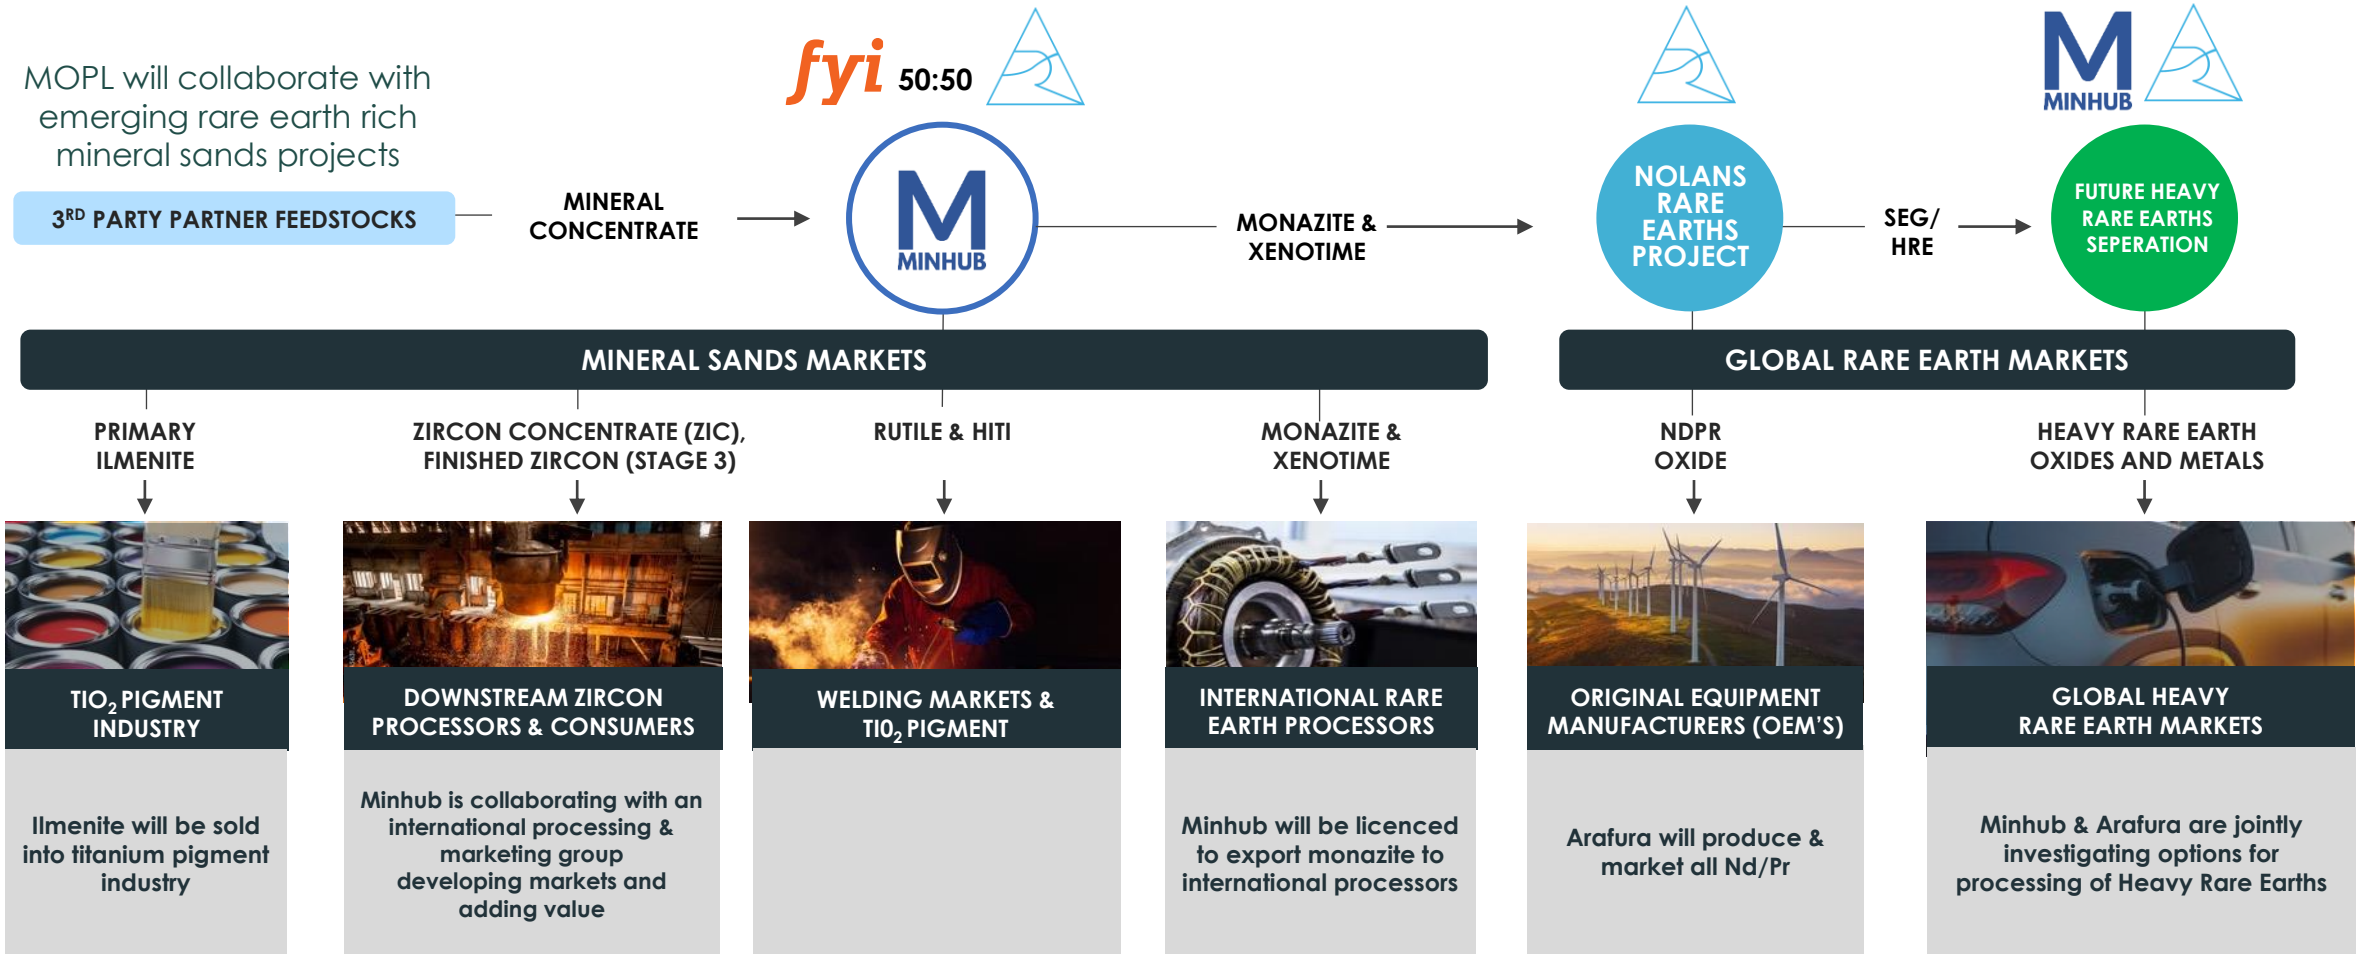 MOPL will collaborate with
emerging rare earth rich
mineral sands projects
3RD PARTY PARTNER FEEDSTOCKS
MINERAL
CONCENTRATE
fyi 50:50
M
MINHUB
MONAZITE &
XENOTIME
NOLANS
RARE
EARTHS
PROJECT
SEG/
HRE
M
MINHUB
FUTURE HEAVY
RARE EARTHS
SEPERATION
MINERAL SANDS MARKETS
GLOBAL RARE EARTH MARKETS
PRIMARY
ILMENITE
ZIRCON CONCENTRATE (ZIC),
FINISHED ZIRCON (STAGE 3)
RUTILE & HITI
MONAZITE &
XENOTIME
NDPR
OXIDE
HEAVY RARE EARTH
OXIDES AND METALS
TIO2 PIGMENT
INDUSTRY
DOWNSTREAM ZIRCON
PROCESSORS & CONSUMERS
WELDING MARKETS &
TI02 PIGMENT
INTERNATIONAL RARE
EARTH PROCESSORS
ORIGINAL EQUIPMENT
MANUFACTURERS (OEM'S)
GLOBAL HEAVY
RARE EARTH MARKETS
Ilmenite will be sold
into titanium pigment
industry
Minhub is collaborating with an
international processing &
marketing group
developing markets and
adding value
Minhub will be licenced
to export monazite to
international processors
Arafura will produce &
market all Nd/Pr
Minhub & Arafura are jointly
investigating options for
processing of Heavy Rare Earths